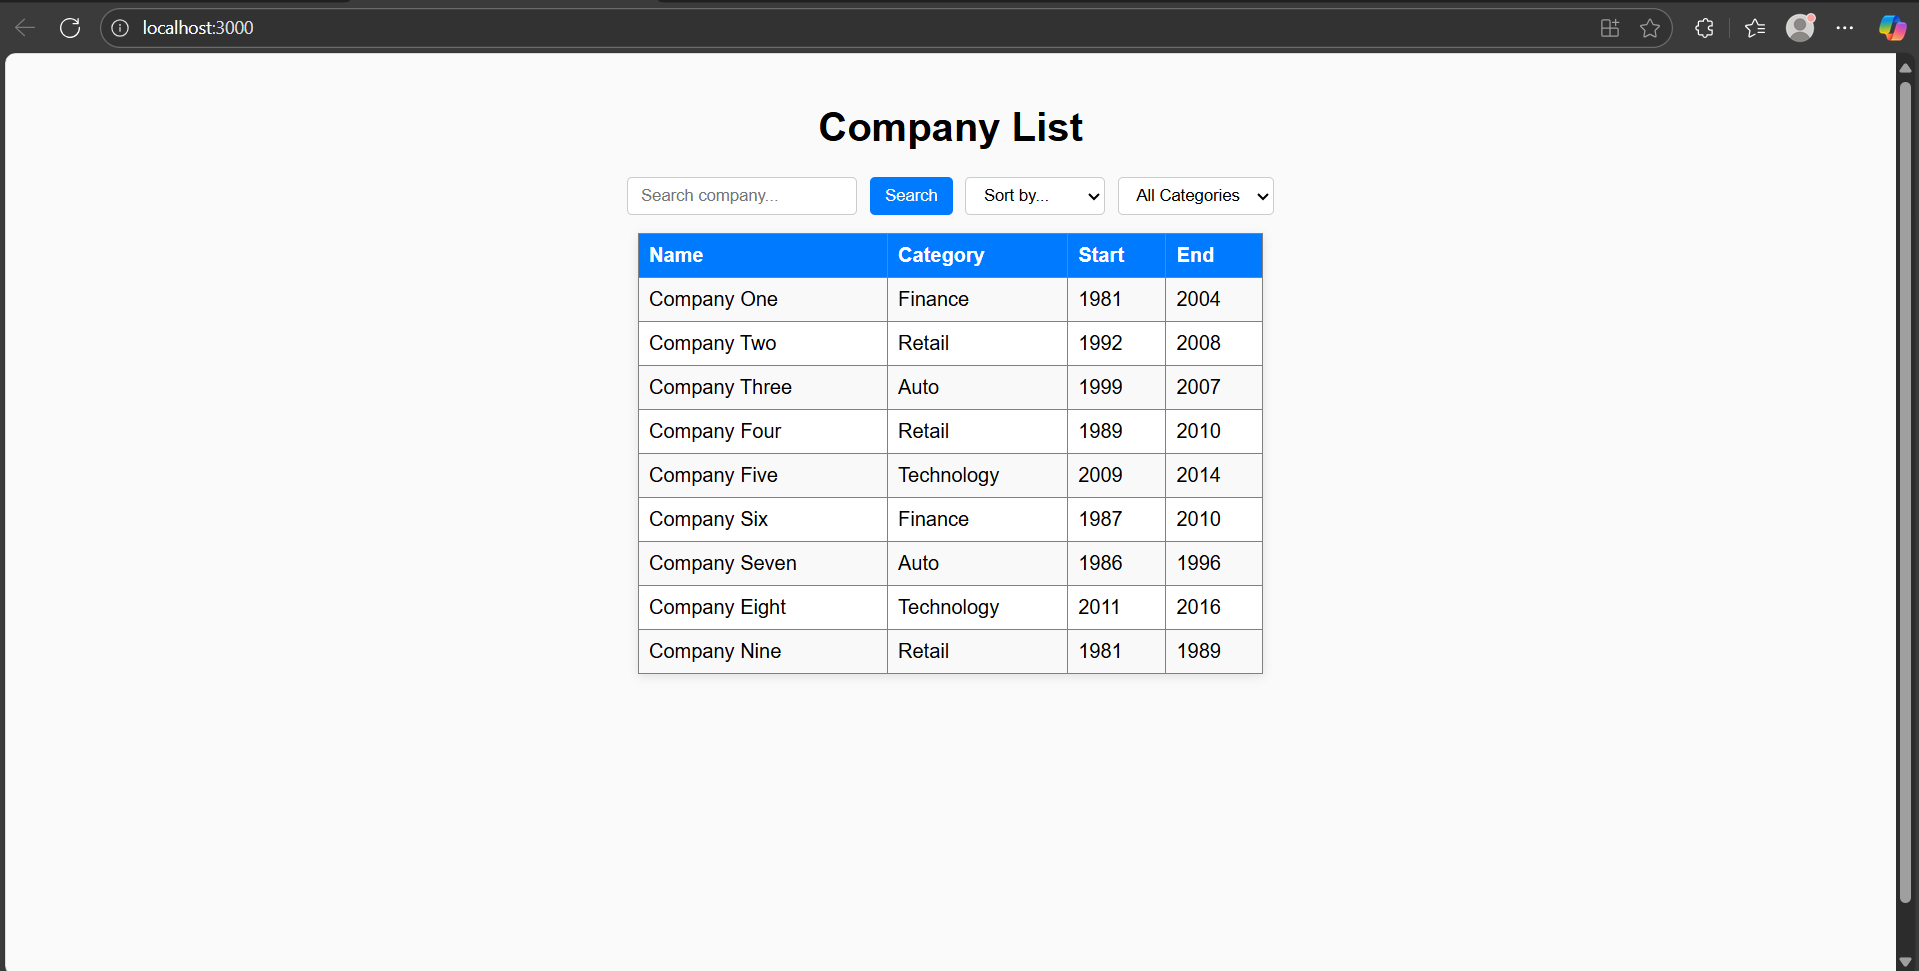 localhost:3000
Company List
Search company... Search Sort by... All Categories
Name Category Start End
Company One Finance 1981 2004
Company Two Retail 1992 2008
Company Three Auto 1999 2007
Company Four Retail 1989 2010
Company Five Technology 2009 2014
Company Six Finance 1987 2010
Company Seven Auto 1986 1996
Company Eight Technology 2011 2016
Company Nine Retail 1981 1989